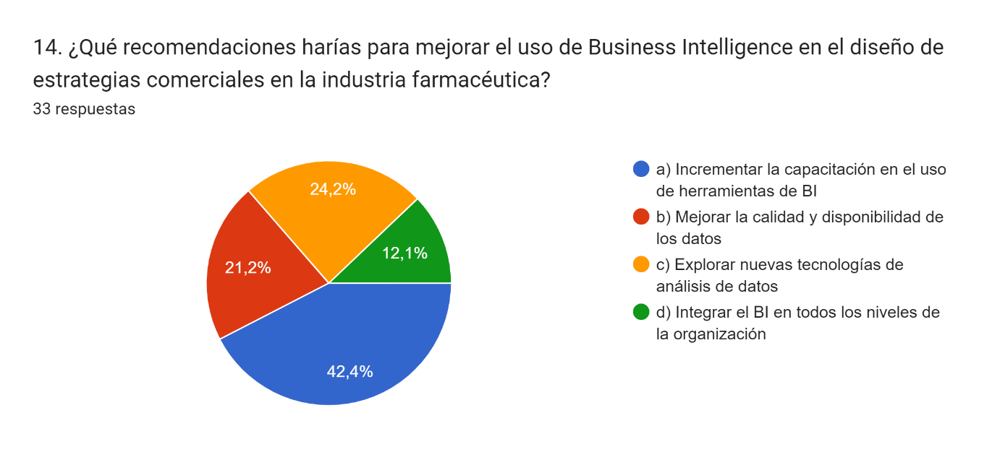 14. ¿Qué recomendaciones harías para mejorar el uso de Business Intelligence en el diseño de
estrategias comerciales en la industria farmacéutica?
33 respuestas
24,2%
12,1%
21,2%
42,4%
a) Incrementar la capacitación en el uso
de herramientas de BI
b) Mejorar la calidad y disponibilidad de
los datos
c) Explorar nuevas tecnologías de
análisis de datos
d) Integrar el BI en todos los niveles de
la organización